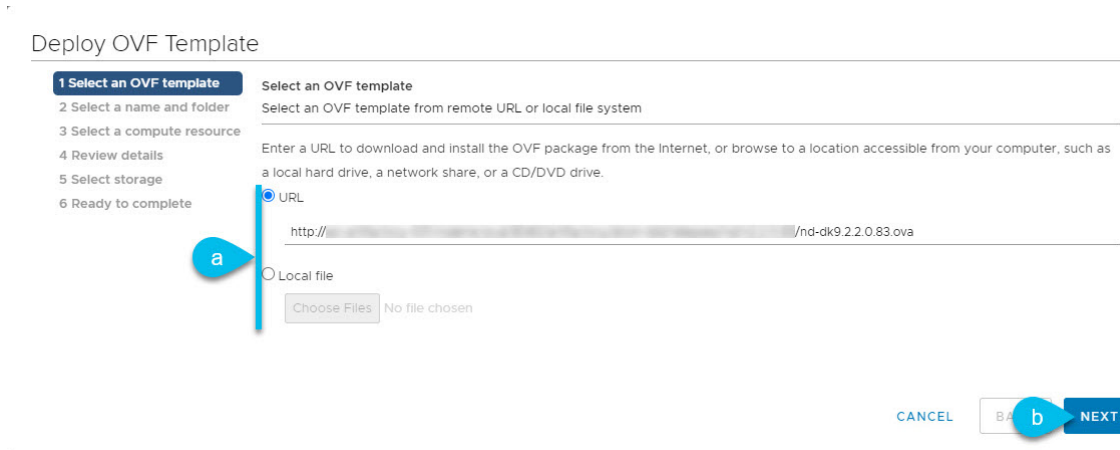 Deploy OVF Template
1 Select an OVF template
2 Select a name and folder
3 Select a compute resource
4 Review details
5 Select storage
6 Ready to complete
Select an OVF template
Select an OVF template from remote URL or local file system
Enter a URL to download and install the OVF package from the Internet, or browse to a location accessible from your computer, such as
a local hard drive, a network share, or a CD/DVD drive.
URL
http:// /nd-dk9.2.2.0.83.ova
a
Local file
Choose Files No file chosen
CANCEL
b
NEXT